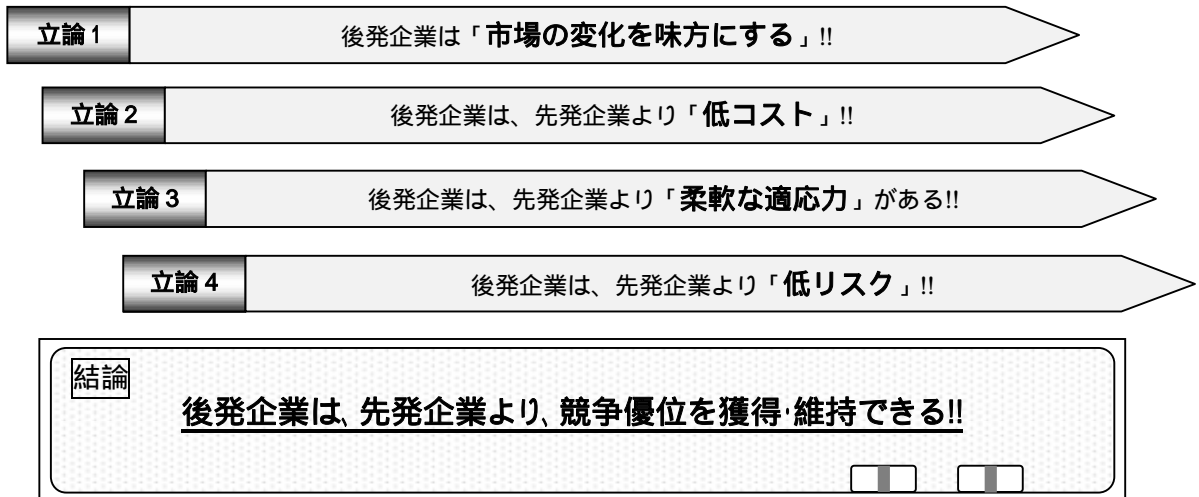 立論1 後発企業は「市場の変化を味方にする」!!
立論2 後発企業は、先発企業より「低コスト」!!
立論3 後発企業は、先発企業より「柔軟な適応力」がある!!
立論4 後発企業は、先発企業より「低リスク」!!
結論
後発企業は、先発企業より、競争優位を獲得･維持できる!!